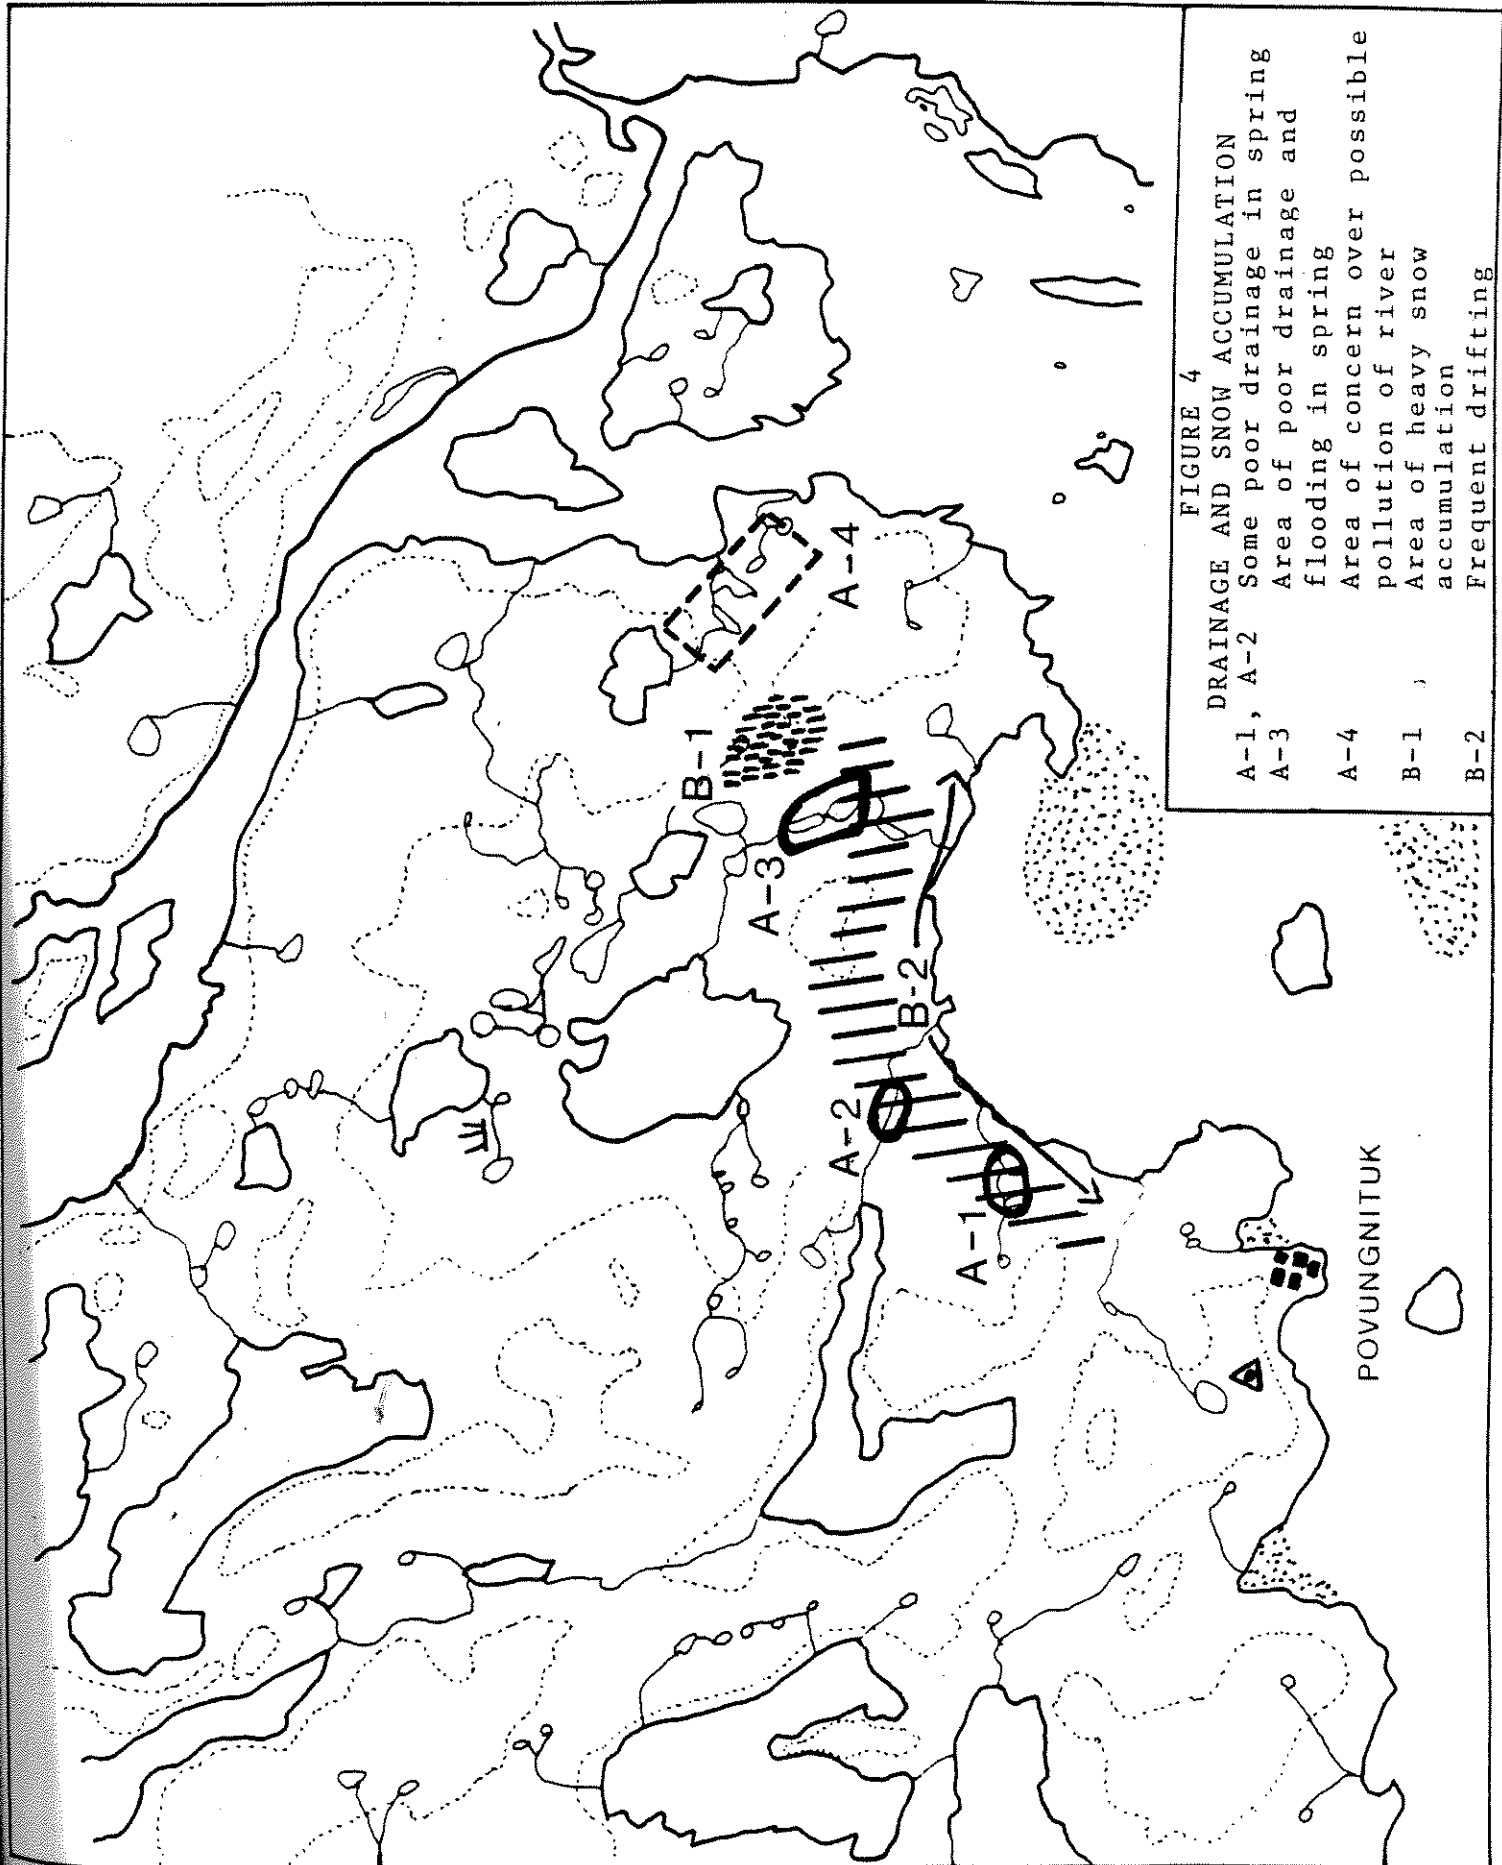 FIGURE 4
DRAINAGE AND SNOW ACCUMULATION
A-1, A-2 Some poor drainage in spring
A-3 Area of poor drainage and
flooding in spring
A-4 Area of concern over possible
pollution of river
B-1 Area of heavy snow
accumulation
B-2 Frequent drifting
A-4
B-1
A-3
B-2
A-2
A-1
POVUNGNITUK